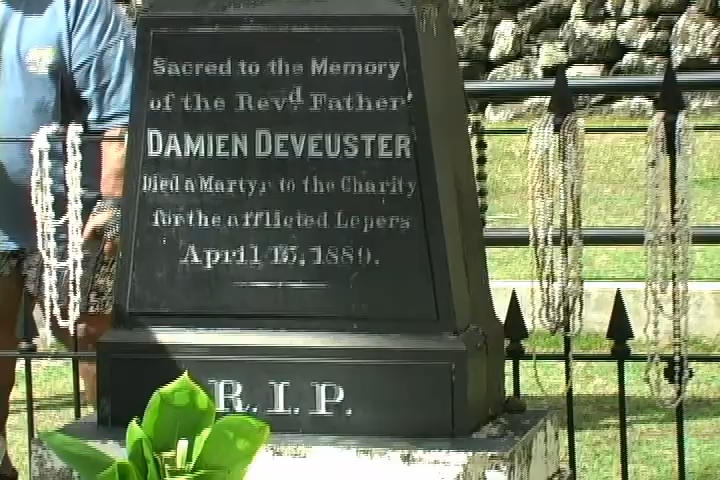 Sacred to the Memory
of the Revd Father
DAMIEN DEVEUSTER
Died a Martyr to the Charity
for the afflicted Lepers
April 15, 1889.
R.I.P.